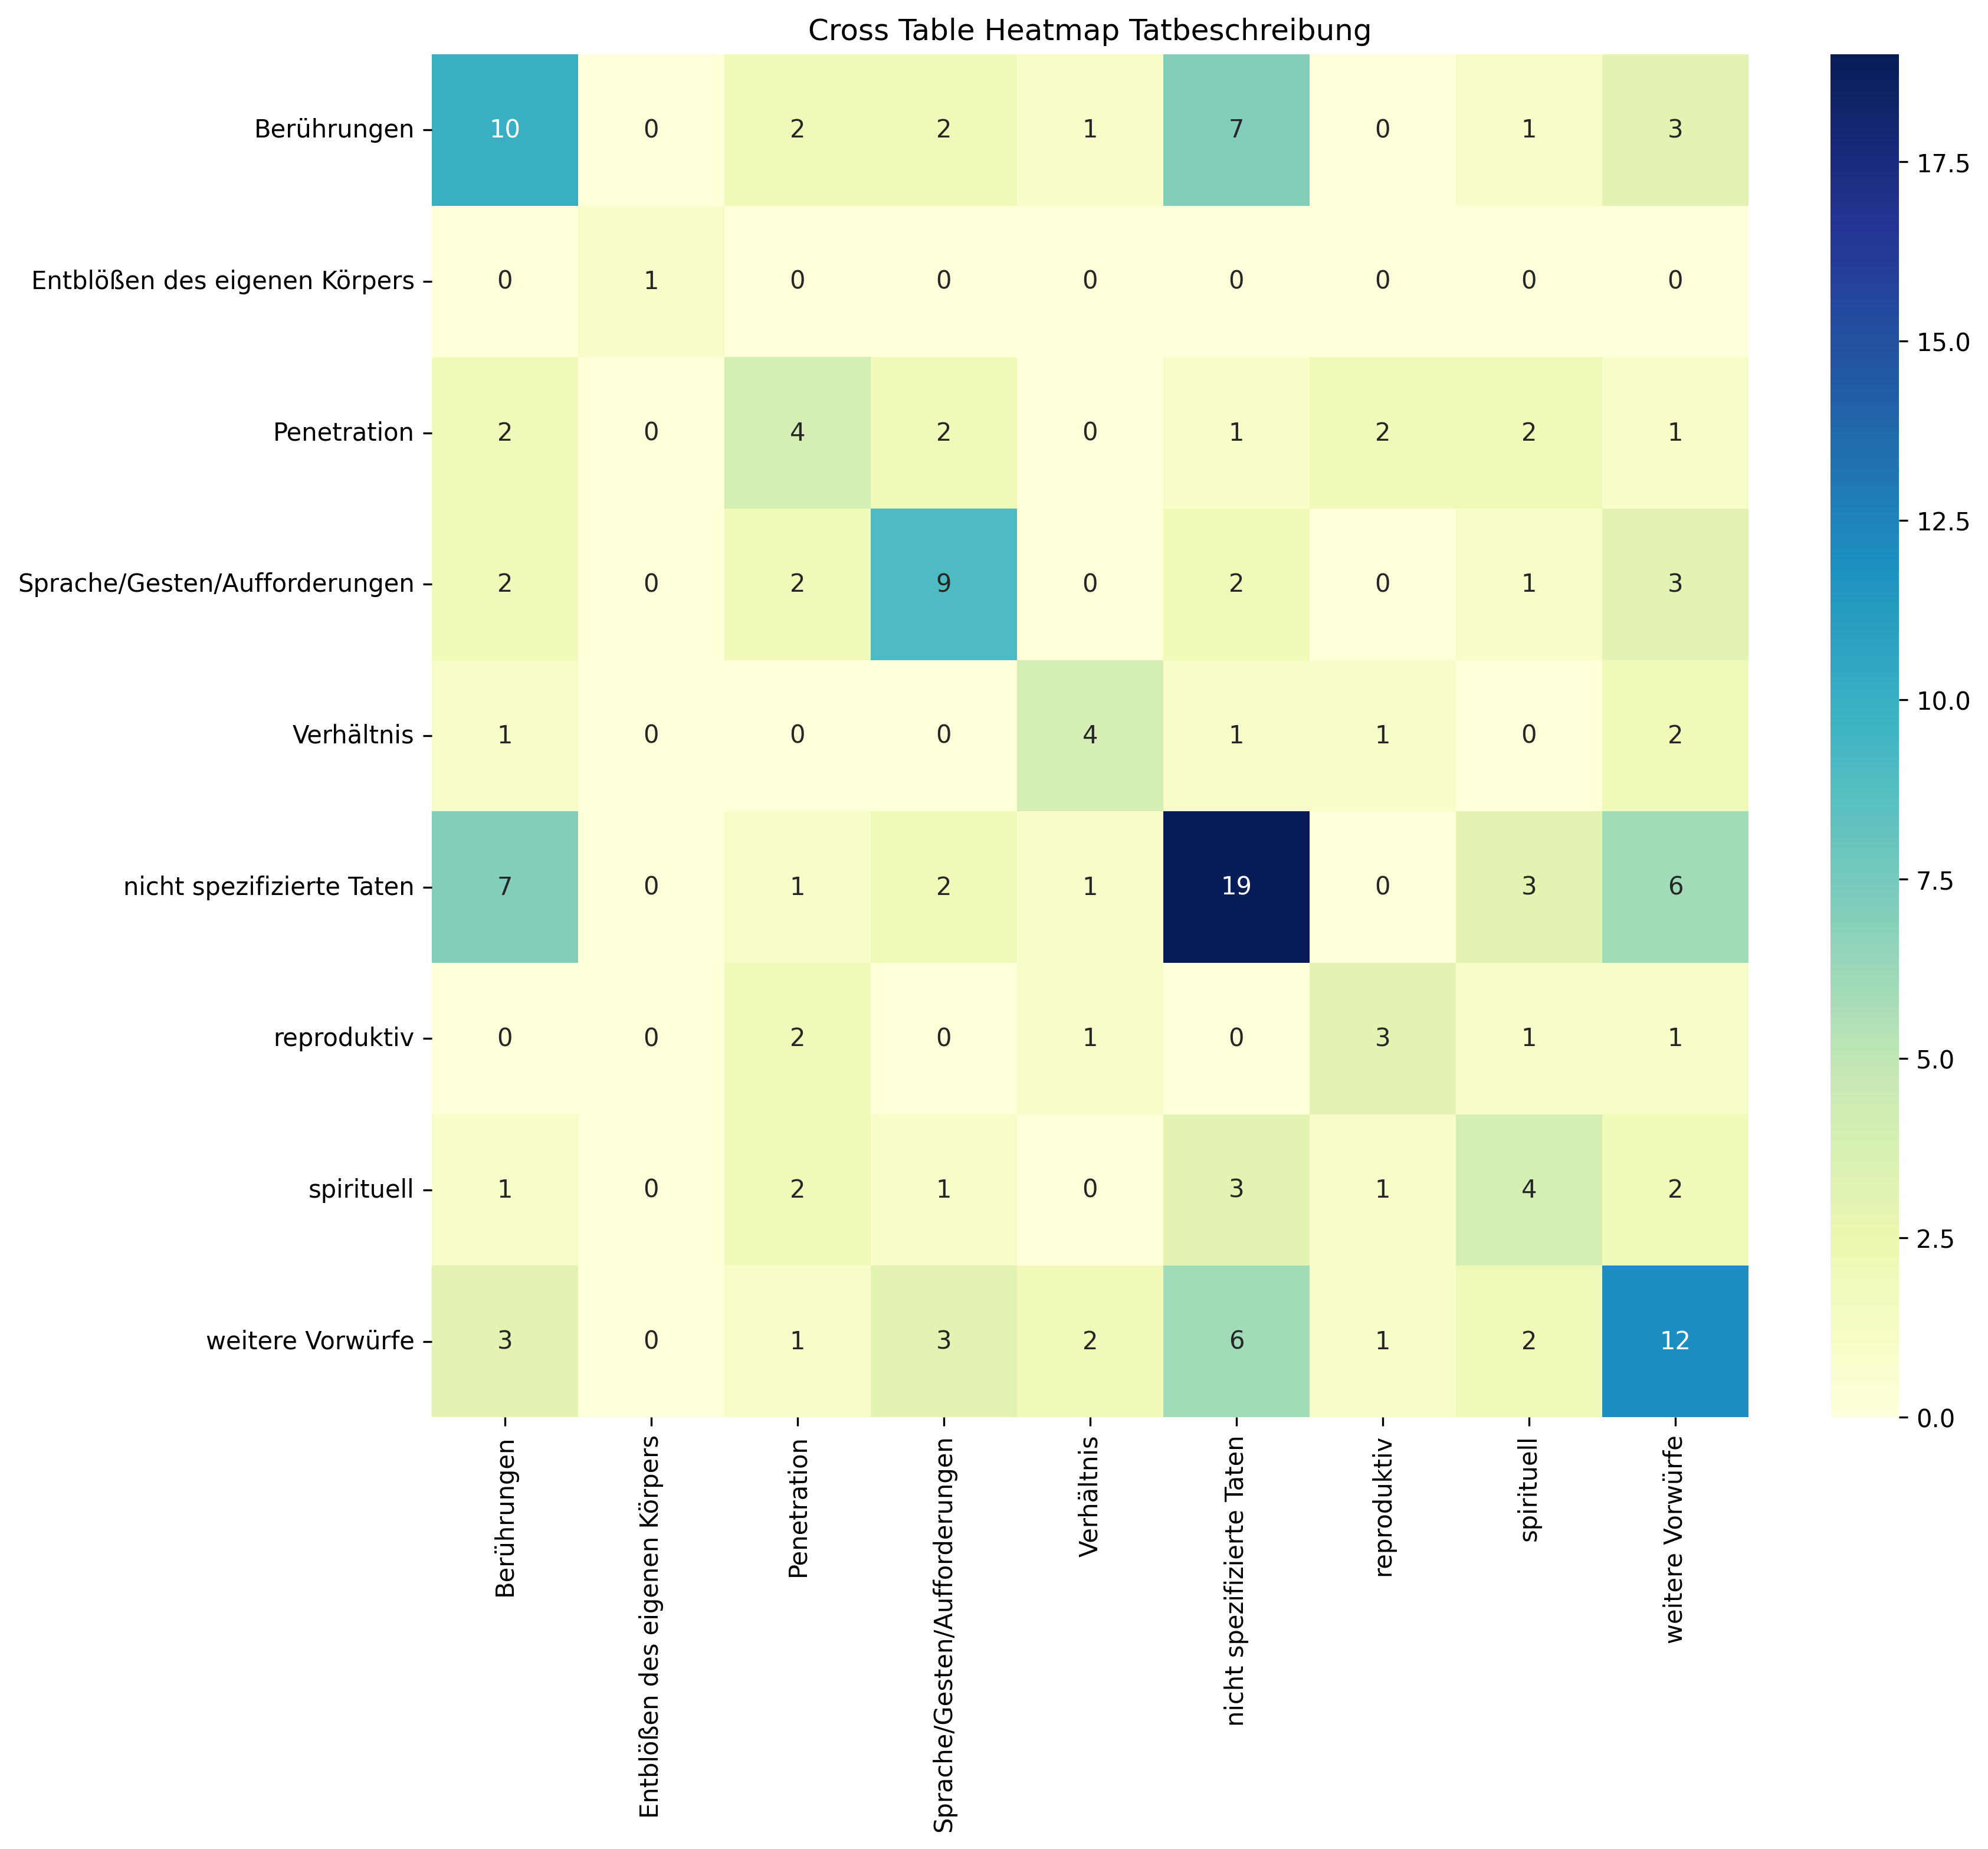 Cross Table Heatmap Tatbeschreibung
Berührungen 10 0 2 2 1 7 0 1 3
Entblößen des eigenen Körpers 0 1 0 0 0 0 0 0 0
Penetration 2 0 4 2 0 1 2 2 1
Sprache/Gesten/Aufforderungen 2 0 2 9 0 2 0 1 3
Verhältnis 1 0 0 0 4 1 1 0 2
nicht spezifizierte Taten 7 0 1 2 1 19 0 3 6
reproduktiv 0 0 2 0 1 0 3 1 1
spirituell 1 0 2 1 0 3 1 4 2
weitere Vorwürfe 3 0 1 3 2 6 1 2 12
Berührungen
Entblößen des eigenen Körpers
Penetration
Sprache/Gesten/Aufforderungen
Verhältnis
nicht spezifizierte Taten
reproduktiv
spirituell
weitere Vorwürfe
17.5
15.0
12.5
10.0
7.5
5.0
2.5
0.0